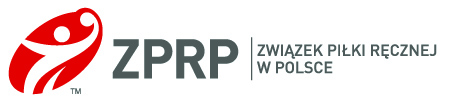 ZPRP
ZWIĄZEK PIŁKI RĘCZNEJ
W POLSCE
TM